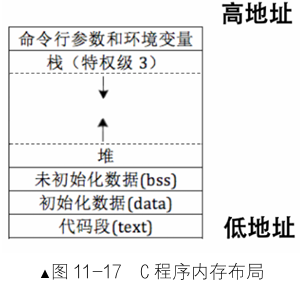 高地址
命令行参数和环境变量
栈（特权级 3）
堆
未初始化数据(bss)
初始化数据(data)
代码段(text)
低地址
▲图 11-17 C 程序内存布局